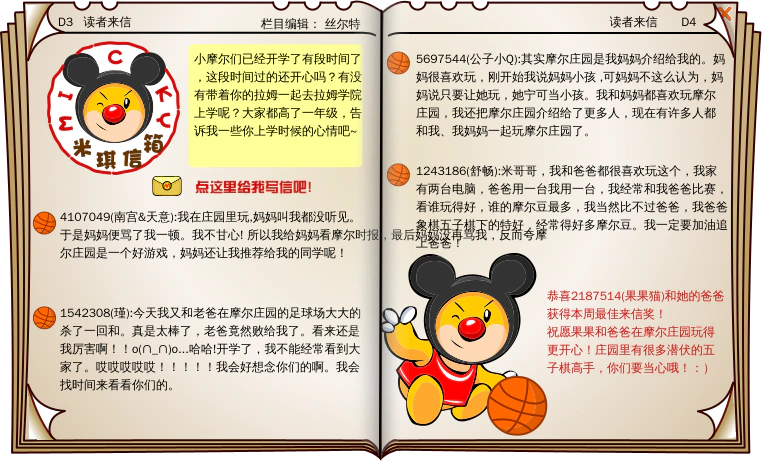 D3 读者来信
栏目编辑： 丝尔特
MICKY
米琪信箱
小摩尔们已经开学了有段时间了
，这段时间过的还开心吗？有没
有带着你的拉姆一起去拉姆学院
上学呢？大家都高了一年级，告
诉我一些你上学时候的心情吧~
点这里给我写信吧!
4107049(南宫&天意):我在庄园里玩,妈妈叫我都没听见。
于是妈妈便骂了我一顿。我不甘心! 所以我给妈妈看摩尔时报，最后妈妈没再骂我，反而夸摩
尔庄园是一个好游戏，妈妈还让我推荐给我的同学呢！
1542308(瑾):今天我又和老爸在摩尔庄园的足球场大大的
杀了一回和。真是太棒了，老爸竟然败给我了。看来还是
我厉害啊！！o(∩_∩)o...哈哈!开学了，我不能经常看到大
家了。哎哎哎哎哎！！！！！我会好想念你们的啊。我会
找时间来看看你们的。
读者来信 D4
5697544(公子小Q):其实摩尔庄园是我妈妈介绍给我的。妈
妈很喜欢玩，刚开始我说妈妈小孩 ,可妈妈不这么认为，妈
妈说只要让她玩，她宁可当小孩。我和妈妈都喜欢玩摩尔
庄园，我还把摩尔庄园介绍给了更多人，现在有许多人都
和我、我妈妈一起玩摩尔庄园了。
1243186(舒畅):米哥哥，我和爸爸都很喜欢玩这个，我家
有两台电脑，爸爸用一台我用一台，我经常和我爸爸比赛，
看谁玩得好，谁的摩尔豆最多，我当然比不过爸爸，我爸爸
象棋五子棋下的特好，经常得好多摩尔豆。我一定要加油追
上爸爸！
恭喜2187514(果果猫)和她的爸爸
获得本周最佳来信奖！
祝愿果果和爸爸在摩尔庄园玩得
更开心！庄园里有很多潜伏的五
子棋高手，你们要当心哦！：）